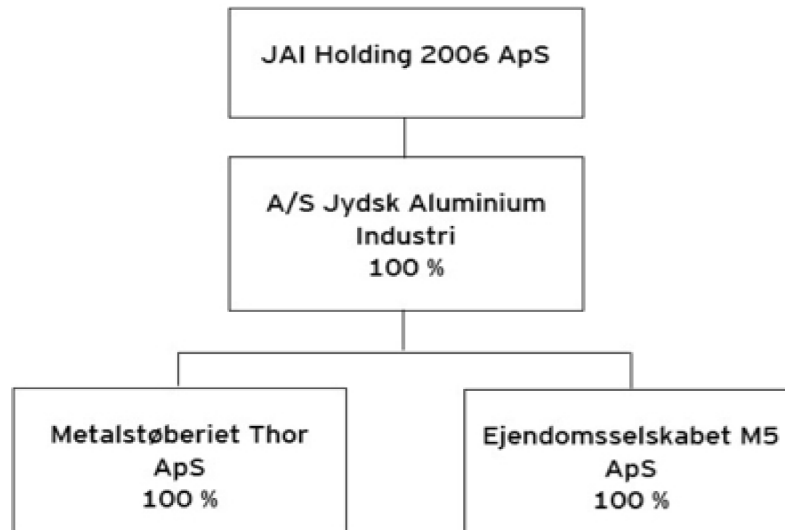 JAI Holding 2006 ApS
A/S Jydsk Aluminium
Industri
100 %
Metalstøberiet Thor
ApS
100 %
Ejendomsselskabet M5
ApS
100 %